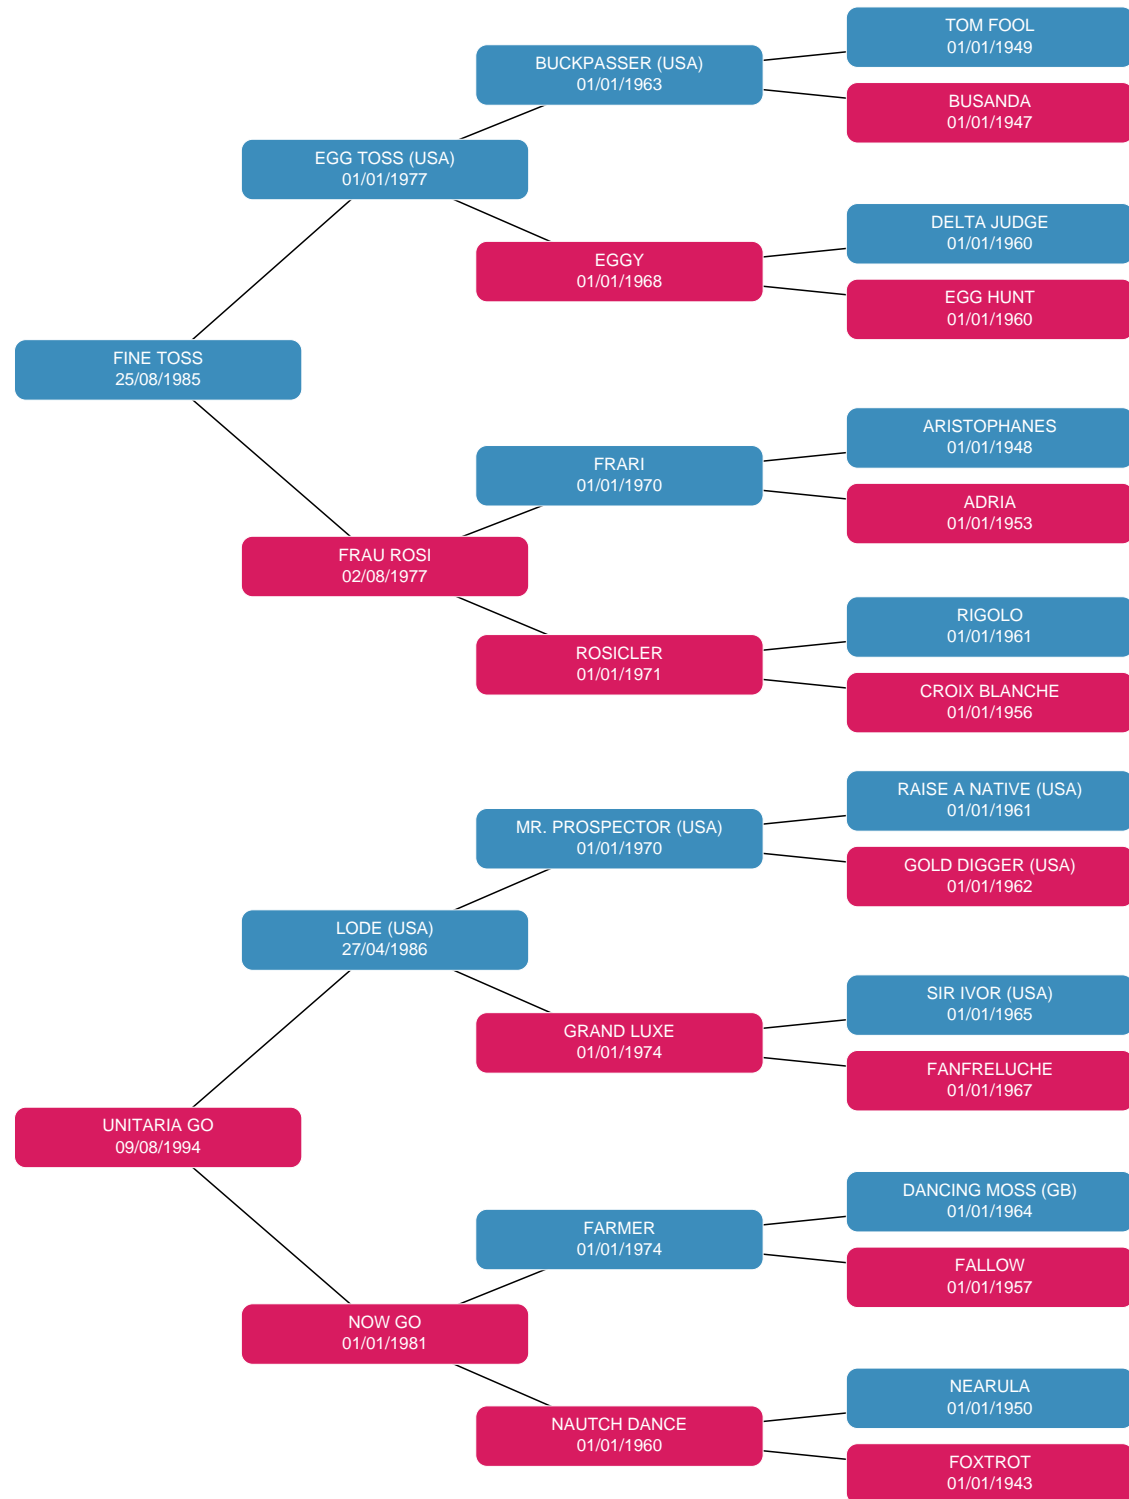 TOM FOOL
01/01/1949
BUCKPASSER (USA)
01/01/1963
BUSANDA
01/01/1947
EGG TOSS (USA)
01/01/1977
DELTA JUDGE
01/01/1960
EGGY
01/01/1968
EGG HUNT
01/01/1960
FINE TOSS
25/08/1985
ARISTOPHANES
01/01/1948
FRARI
01/01/1970
ADRIA
01/01/1953
FRAU ROSI
02/08/1977
RIGOLO
01/01/1961
ROSICLER
01/01/1971
CROIX BLANCHE
01/01/1956
RAISE A NATIVE (USA)
01/01/1961
MR. PROSPECTOR (USA)
01/01/1970
GOLD DIGGER (USA)
01/01/1962
LODE (USA)
27/04/1986
SIR IVOR (USA)
01/01/1965
GRAND LUXE
01/01/1974
FANFRELUCHE
01/01/1967
UNITARIA GO
09/08/1994
DANCING MOSS (GB)
01/01/1964
FARMER
01/01/1974
FALLOW
01/01/1957
NOW GO
01/01/1981
NEARULA
01/01/1950
NAUTCH DANCE
01/01/1960
FOXTROT
01/01/1943